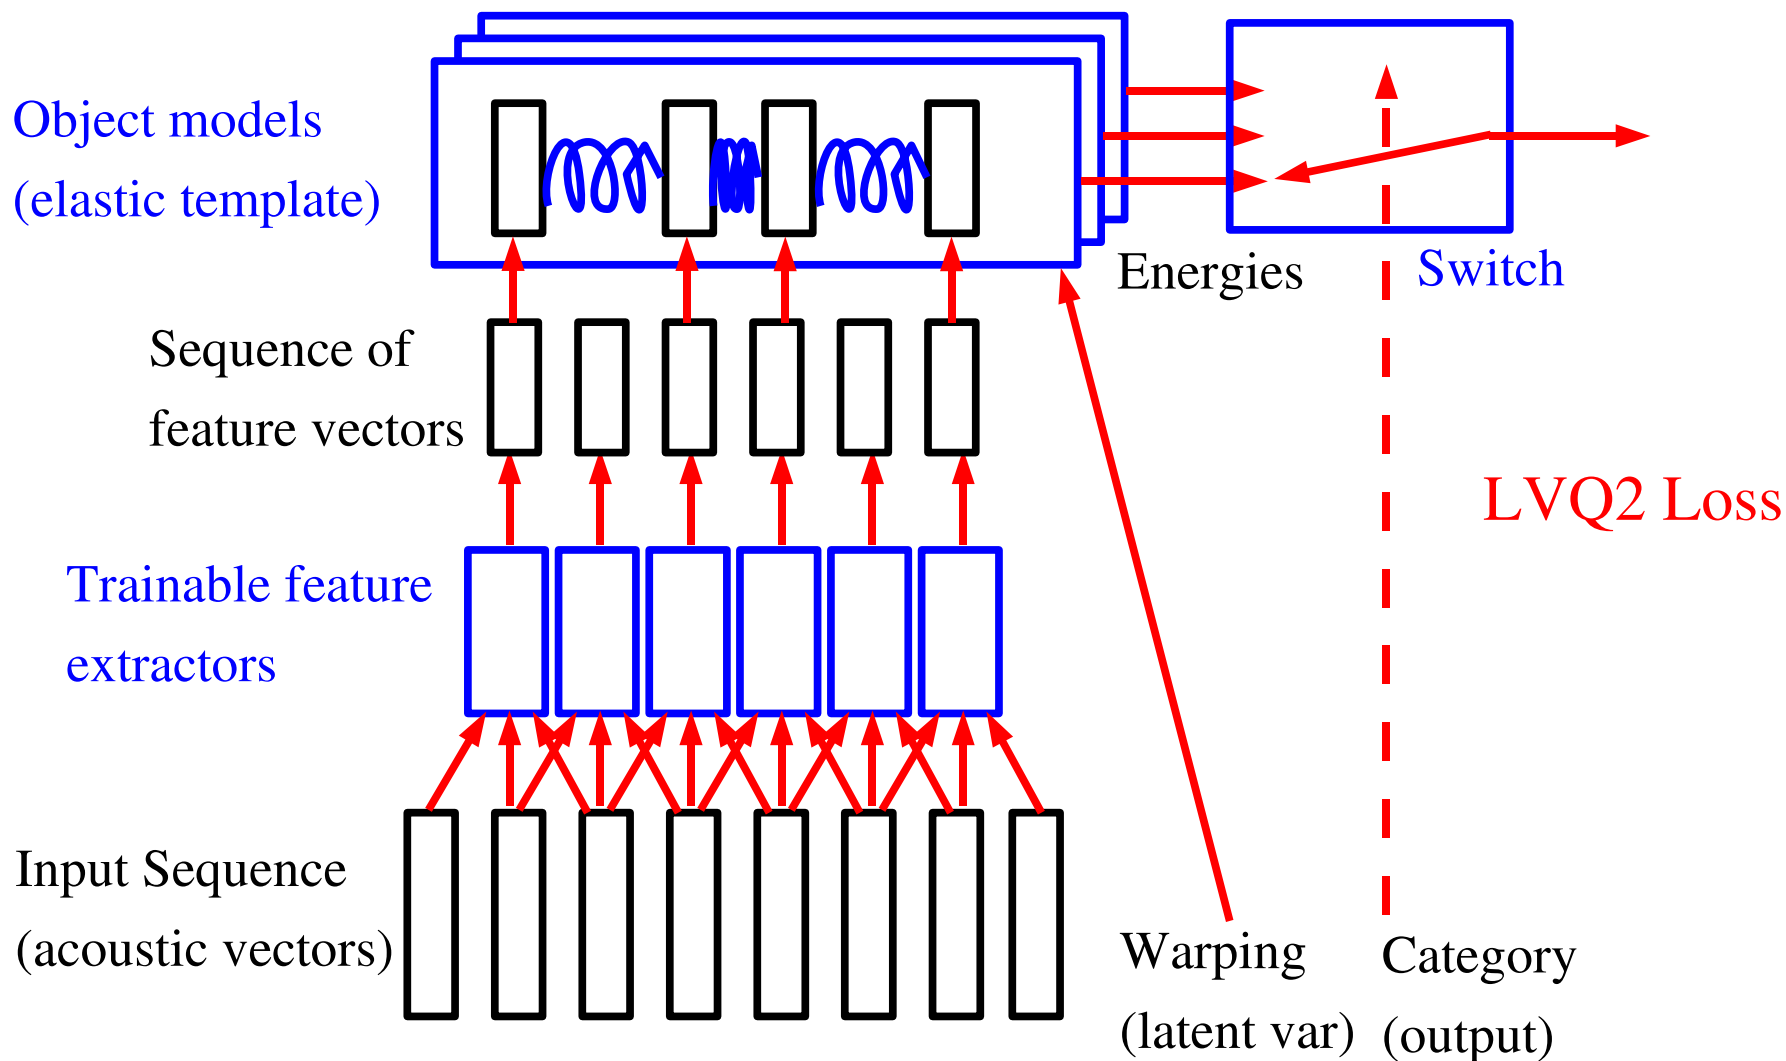 Object models
(elastic template)
Energies
Switch
Sequence of
feature vectors
LVQ2 Loss
Trainable feature
extractors
Input Sequence
(acoustic vectors)
Warping
(latent var)
Category
(output)